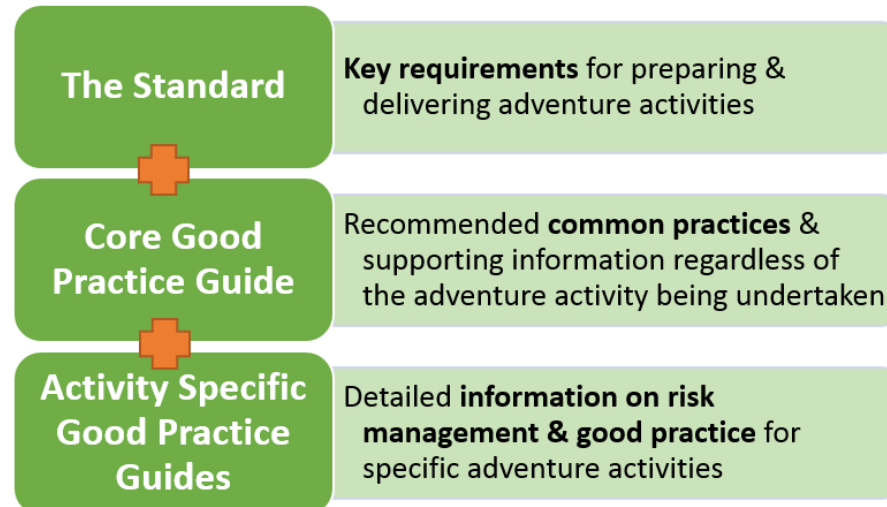 The Standard
Key requirements for preparing &
delivering adventure activities
Core Good
Practice Guide
Recommended common practices &
supporting information regardless of
the adventure activity being undertaken
Activity Specific
Good Practice
Guides
Detailed information on risk
management & good practice for
specific adventure activities